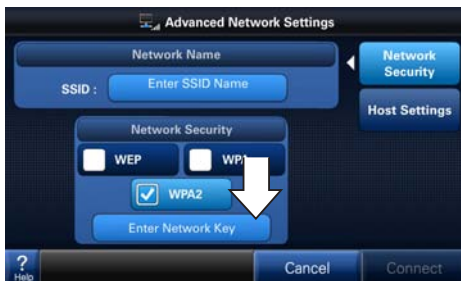 Advanced Network Settings
Network Name
SSID :
Enter SSID Name
Network Security
WEP
WPA
WPA2
Enter Network Key
Network
Security
Host Settings
?
Help
Cancel
Connect